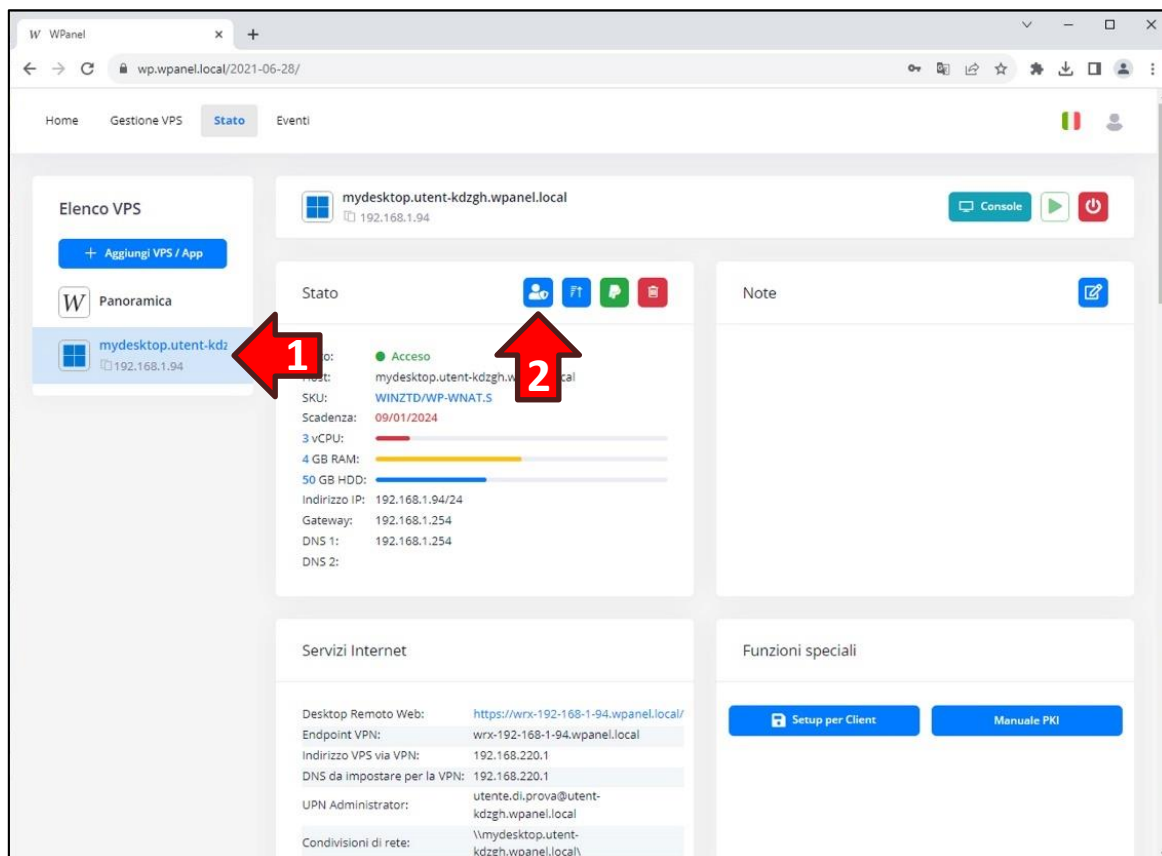 W WPanel
wp.wpanel.local/2021-06-28/
Home Gestione VPS Stato Eventi
Elenco VPS
+ Aggiungi VPS / App
W Panoramica
mydesktop.utent-kdz
192.168.1.94
1
mydesktop.utent-kdzgh.wpanel.local
192.168.1.94
Console
Stato
2
Acceso
Host: mydesktop.utent-kdzgh.w cal
SKU: WINZTD/WP-WNAT.S
Scadenza: 09/01/2024
3 vCPU:
4 GB RAM:
50 GB HDD:
Indirizzo IP: 192.168.1.94/24
Gateway: 192.168.1.254
DNS 1: 192.168.1.254
DNS 2:
Note
Servizi Internet
Desktop Remoto Web: https://wrx-192-168-1-94.wpanel.local/
Endpoint VPN: wrx-192-168-1-94.wpanel.local
Indirizzo VPS via VPN: 192.168.220.1
DNS da impostare per la VPN: 192.168.220.1
UPN Administrator: utente.di.prova@utent-
kdzgh.wpanel.local
Condivisioni di rete: \\mydesktop.utent-
kdzgh.wpanel.local\
Funzioni speciali
Setup per Client
Manuale PKI